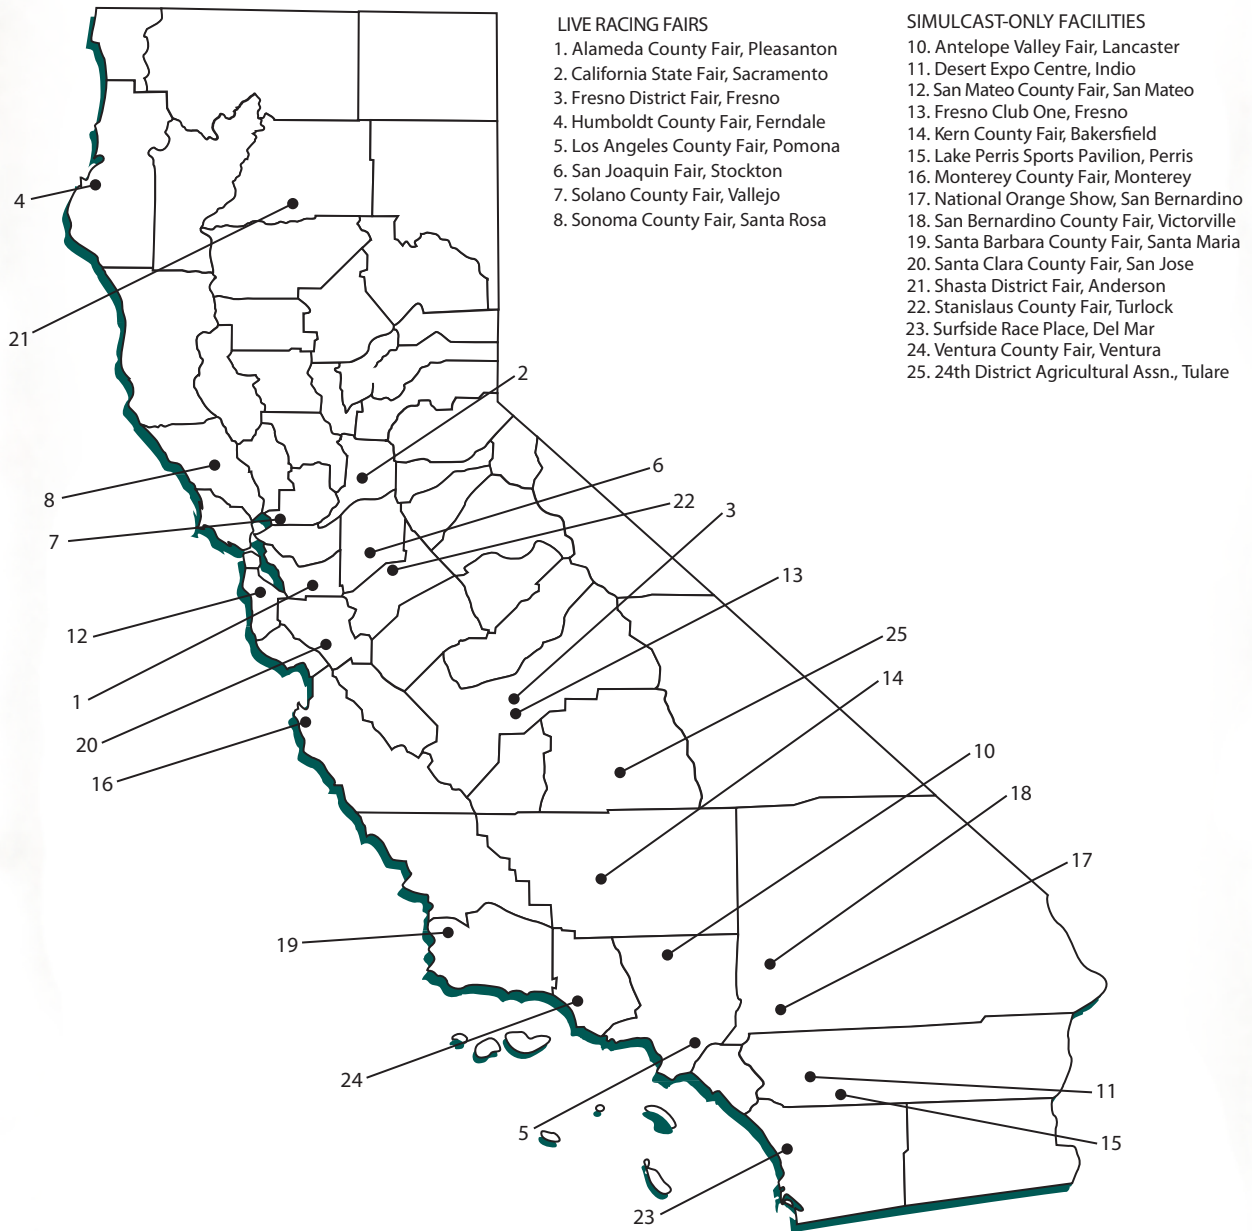 LIVE RACING FAIRS
1. Alameda County Fair, Pleasanton
2. California State Fair, Sacramento
3. Fresno District Fair, Fresno
4. Humboldt County Fair, Ferndale
5. Los Angeles County Fair, Pomona
6. San Joaquin Fair, Stockton
7. Solano County Fair, Vallejo
8. Sonoma County Fair, Santa Rosa
SIMULCAST-ONLY FACILITIES
10. Antelope Valley Fair, Lancaster
11. Desert Expo Centre, Indio
12. San Mateo County Fair, San Mateo
13. Fresno Club One, Fresno
14. Kern County Fair, Bakersfield
15. Lake Perris Sports Pavilion, Perris
16. Monterey County Fair, Monterey
17. National Orange Show, San Bernardino
18. San Bernardino County Fair, Victorville
19. Santa Barbara County Fair, Santa Maria
20. Santa Clara County Fair, San Jose
21. Shasta District Fair, Anderson
22. Stanislaus County Fair, Turlock
23. Surfside Race Place, Del Mar
24. Ventura County Fair, Ventura
25. 24th District Agricultural Assn., Tulare
4
21
2
6
8
22
3
7
13
12
25
14
1
20
10
16
18
17
19
24
11
5
15
23